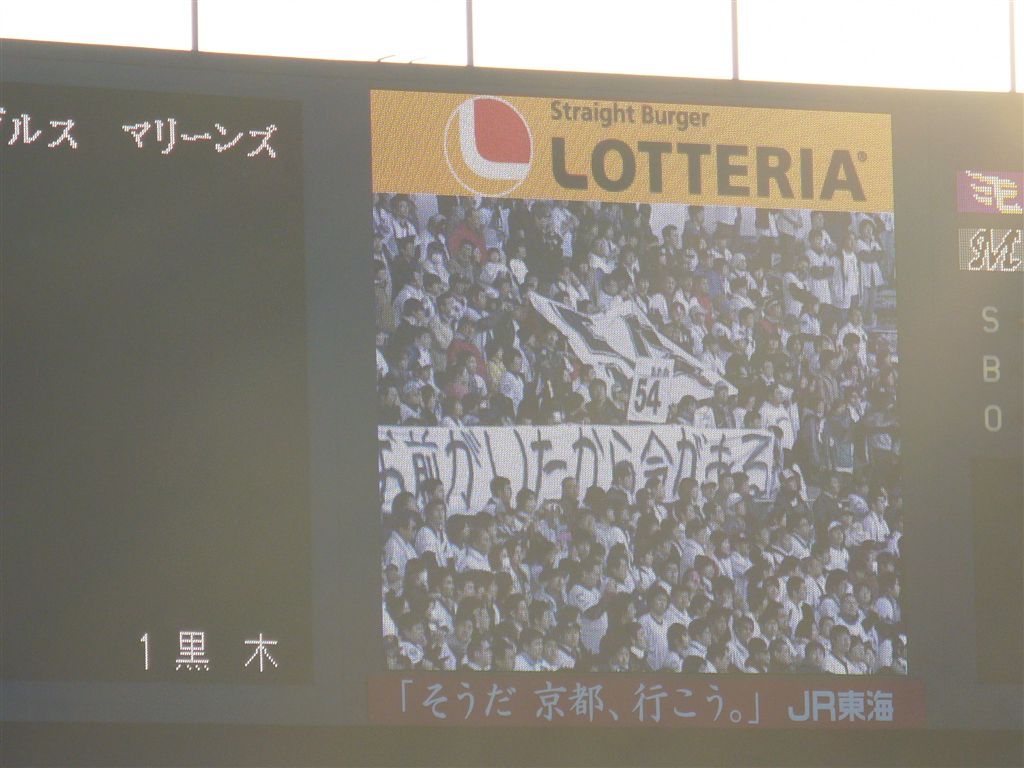 グルス マリーンズ
Straight Burger
LOTTERIA®
M
S
B
O
54
お前がいたから今がある
1 黒 木
「そうだ 京都、行こう。」 JR東海